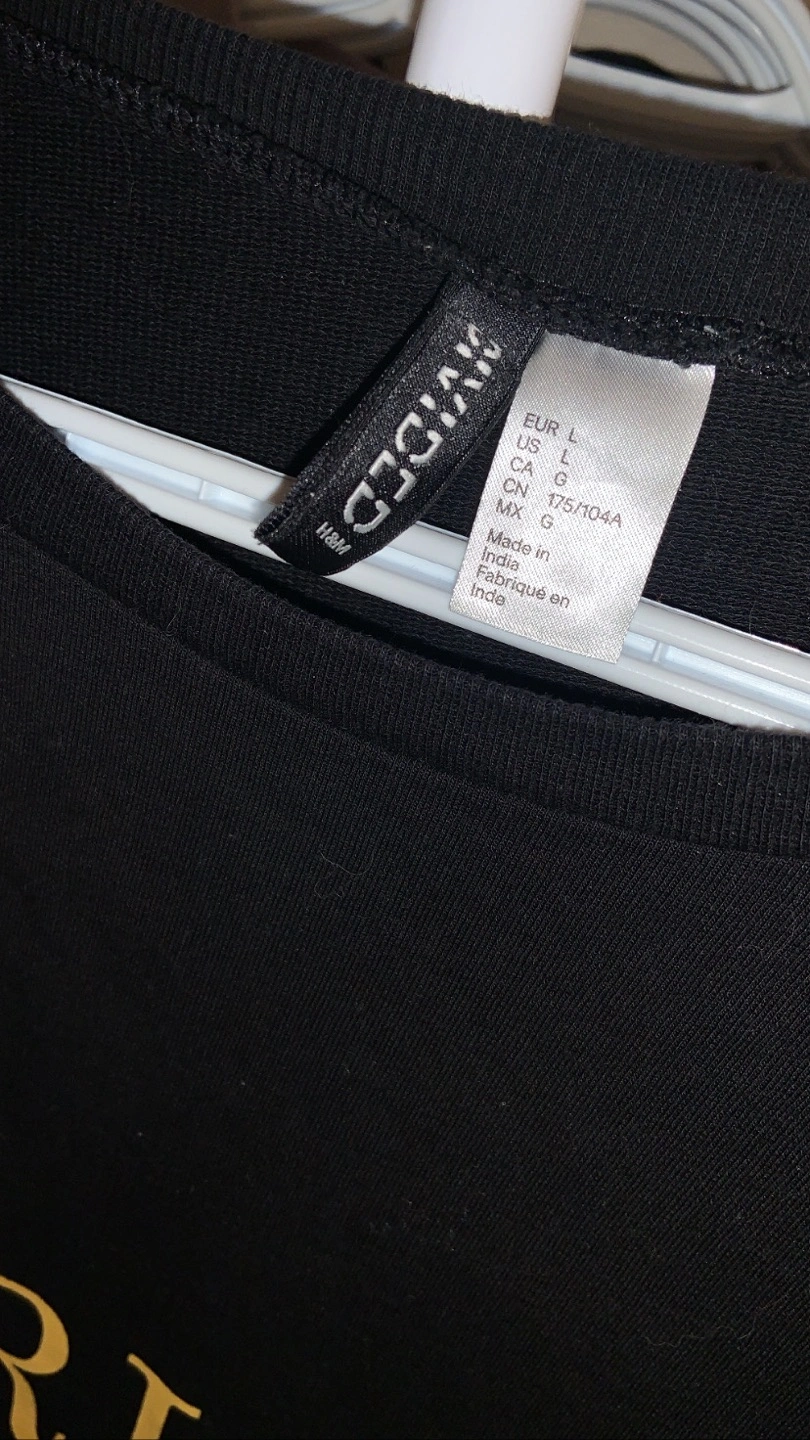 DIVIDED
H&M
EUR L
US L
CA G
CN 175/104A
MX G
Made in
India
Fabriqué en
Inde